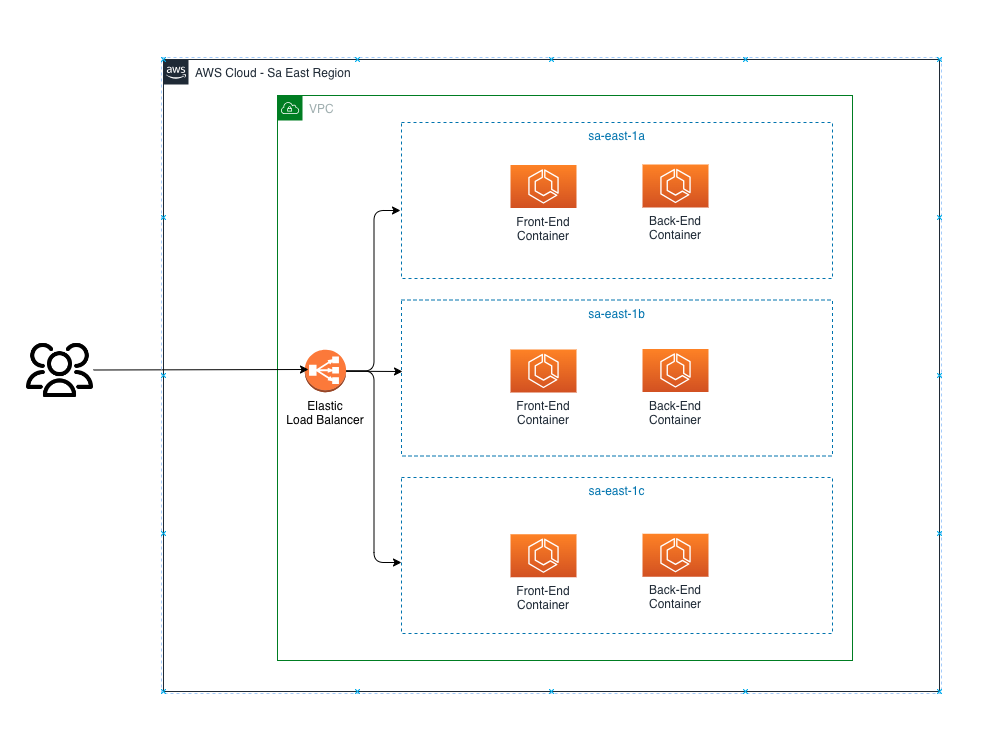 aws
AWS Cloud - Sa East Region
VPC
sa-east-1a
Front-End
Container
Back-End
Container
sa-east-1b
Front-End
Container
Back-End
Container
Elastic
Load Balancer
sa-east-1c
Front-End
Container
Back-End
Container